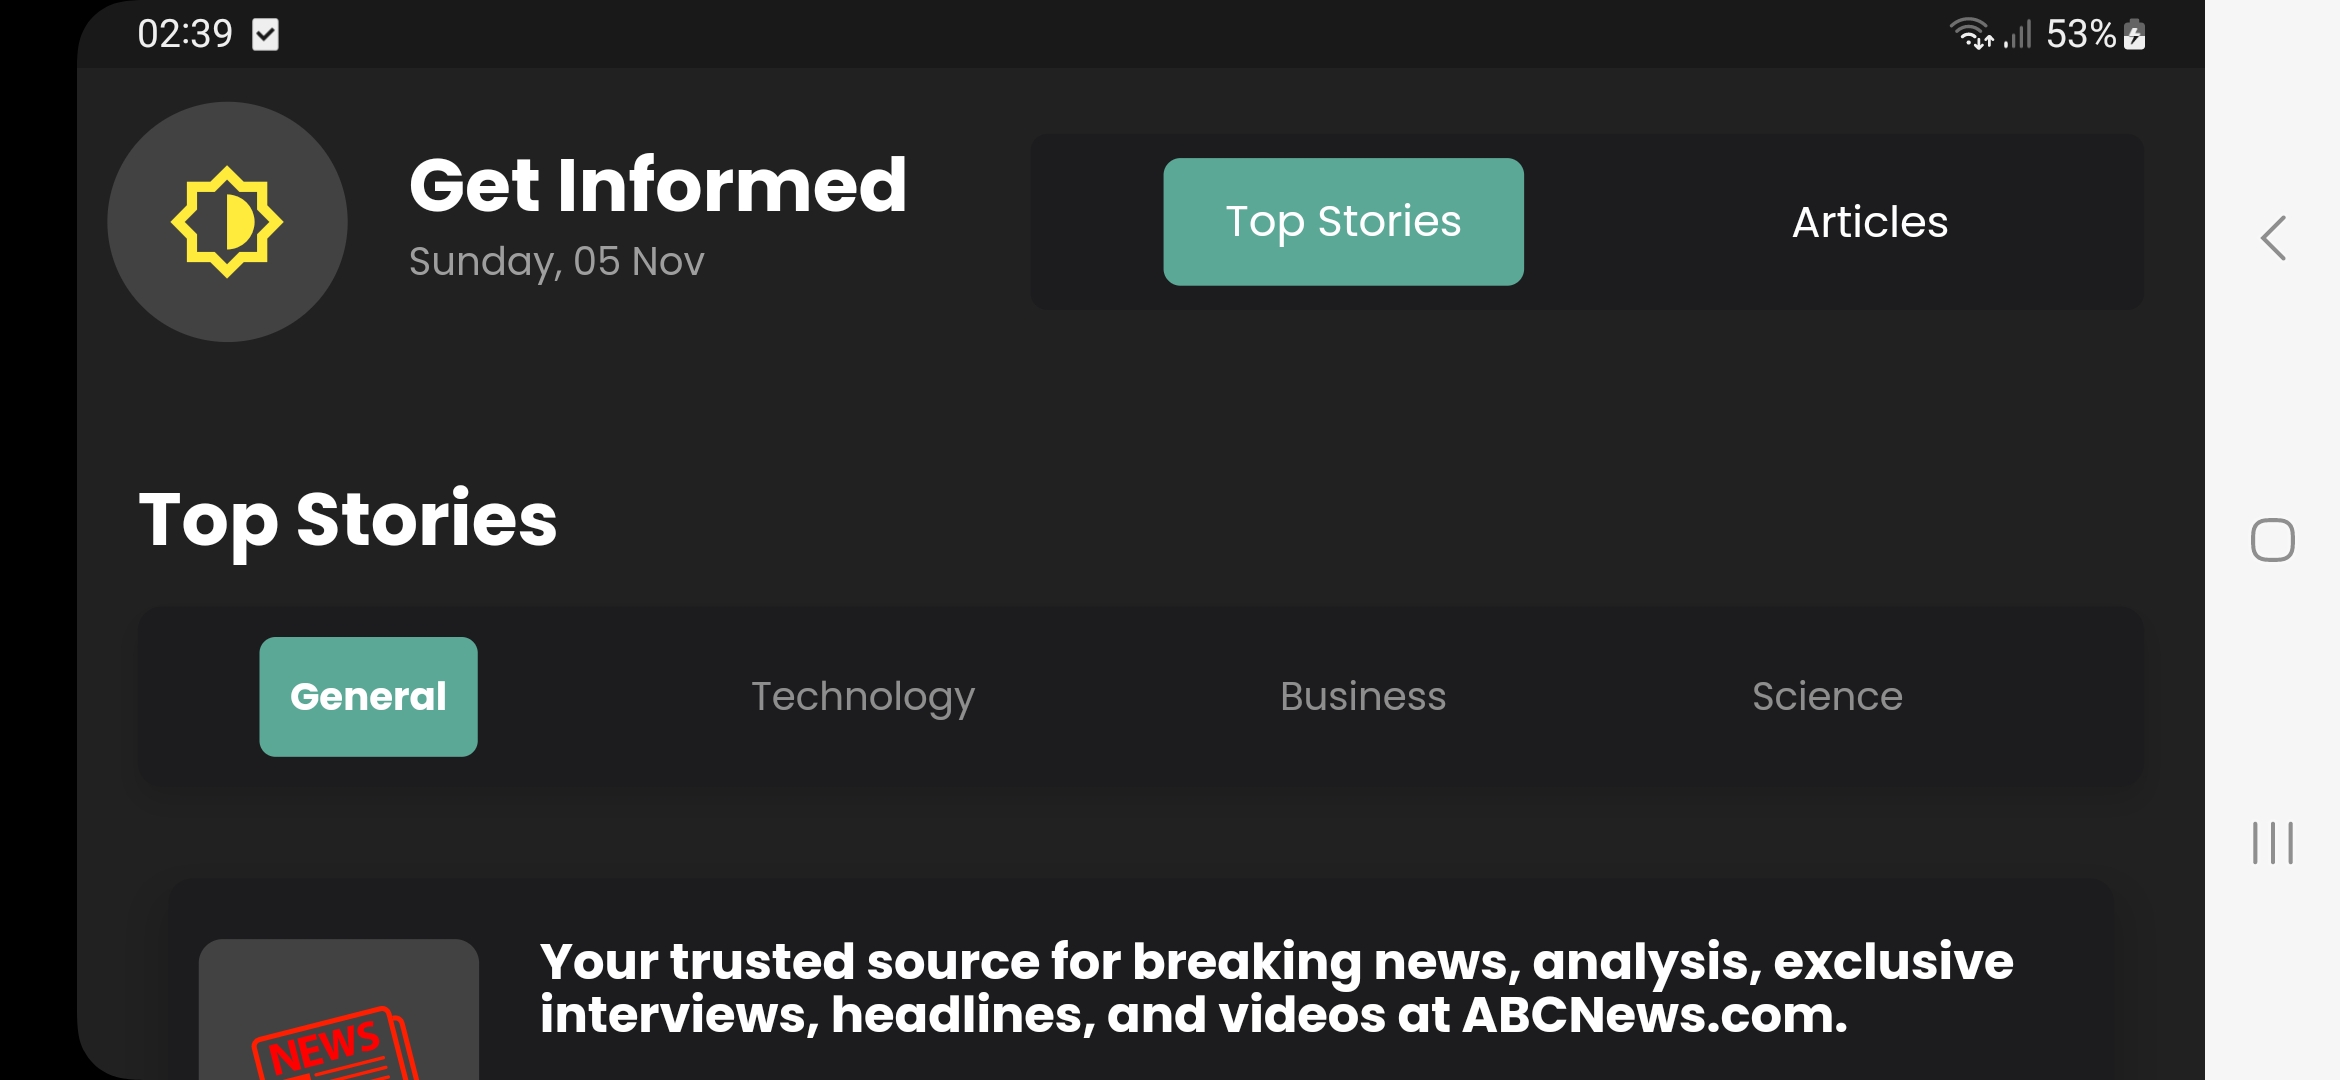 02:39
53%
Get Informed
Sunday, 05 Nov
Top Stories
Articles
Top Stories
General
Technology
Business
Science
Your trusted source for breaking news, analysis, exclusive
interviews, headlines, and videos at ABCNews.com.
NEWS